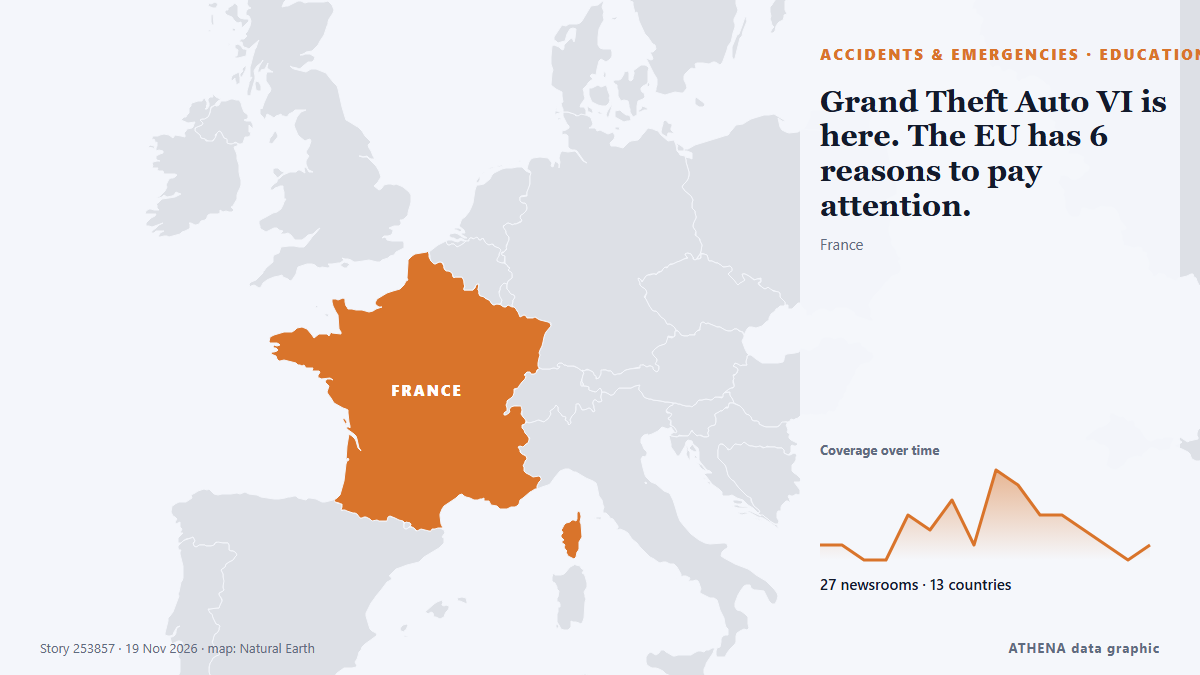 ACCIDENTS & EMERGENCIES · EDUCATION
Grand Theft Auto VI is
here. The EU has 6
reasons to pay
attention.
France
FRANCE
Coverage over time
27 newsrooms · 13 countries
Story 253857 · 19 Nov 2026 · map: Natural Earth
ATHENA data graphic